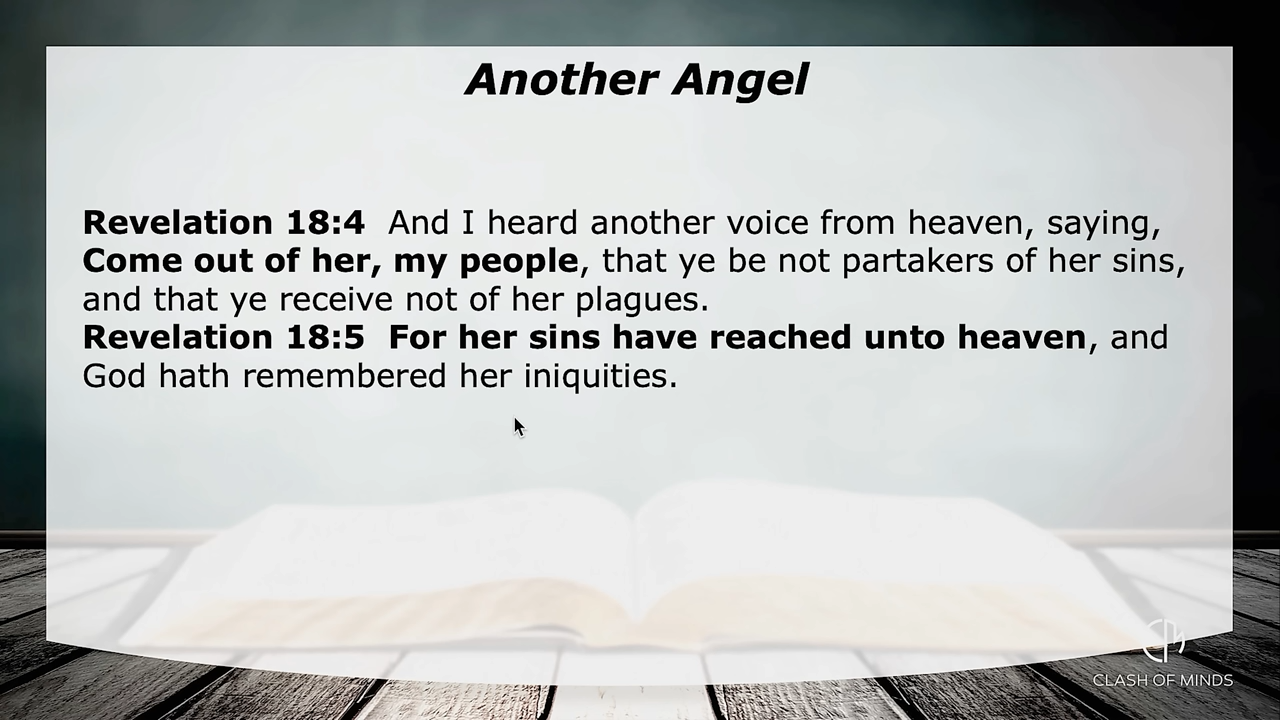 Another Angel
Revelation 18:4  And I heard another voice from heaven, saying,
Come out of her, my people, that ye be not partakers of her sins,
and that ye receive not of her plagues.
Revelation 18:5  For her sins have reached unto heaven, and
God hath remembered her iniquities.
CLASH OF MINDS